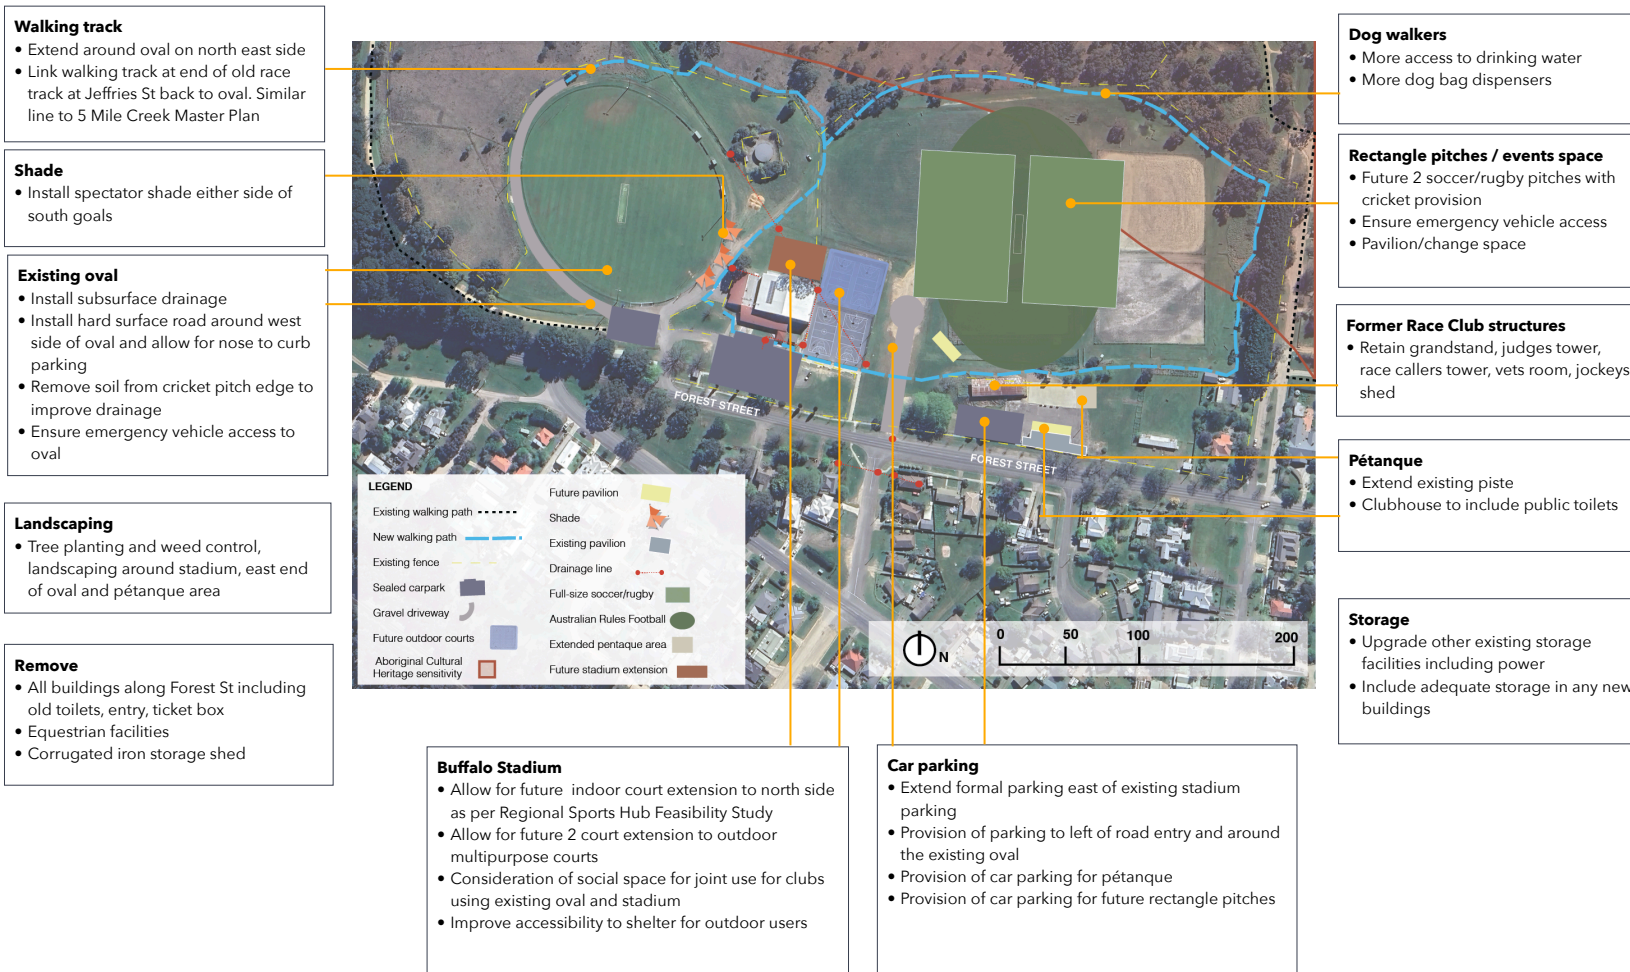 Walking track
• Extend around oval on north east side
• Link walking track at end of old race
track at Jeffries St back to oval. Similar
line to 5 Mile Creek Master Plan
Shade
• Install spectator shade either side of
south goals
Existing oval
• Install subsurface drainage
• Install hard surface road around west
side of oval and allow for nose to curb
parking
• Remove soil from cricket pitch edge to
improve drainage
• Ensure emergency vehicle access to
oval
Landscaping
• Tree planting and weed control,
landscaping around stadium, east end
of oval and pétanque area
Remove
• All buildings along Forest St including
old toilets, entry, ticket box
• Equestrian facilities
• Corrugated iron storage shed
FOREST STREET
FOREST STREET
LEGEND
Existing walking path
New walking path
Existing fence
Sealed carpark
Gravel driveway
Future outdoor courts
Aboriginal Cultural
Heritage sensitivity
Future pavilion
Shade
Existing pavilion
Drainage line
Full-size soccer/rugby
Australian Rules Football
Extended pentaque area
Future stadium extension
N
0 50 100 200
Dog walkers
• More access to drinking water
• More dog bag dispensers
Rectangle pitches / events space
• Future 2 soccer/rugby pitches with
cricket provision
• Ensure emergency vehicle access
• Pavilion/change space
Former Race Club structures
• Retain grandstand, judges tower,
race callers tower, vets room, jockeys
shed
Pétanque
• Extend existing piste
• Clubhouse to include public toilets
Storage
• Upgrade other existing storage
facilities including power
• Include adequate storage in any new
buildings
Buffalo Stadium
• Allow for future indoor court extension to north side
as per Regional Sports Hub Feasibility Study
• Allow for future 2 court extension to outdoor
multipurpose courts
• Consideration of social space for joint use for clubs
using existing oval and stadium
• Improve accessibility to shelter for outdoor users
Car parking
• Extend formal parking east of existing stadium
parking
• Provision of parking to left of road entry and around
the existing oval
• Provision of car parking for pétanque
• Provision of car parking for future rectangle pitches